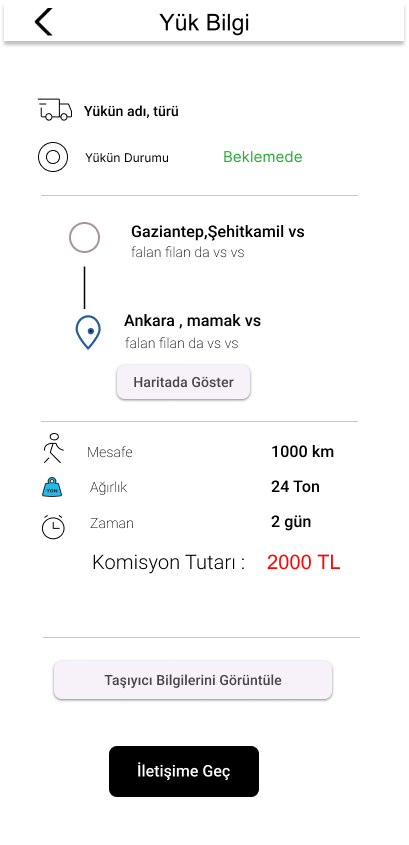 Yük Bilgi
Yükün adı, türü
Yükün Durumu Beklemede
Gaziantep,Şehitkamil vs
falan filan da vs vs
Ankara , mamak vs
falan filan da vs vs
Haritada Göster
Mesafe 1000 km
TON
Ağırlık 24 Ton
Zaman 2 gün
Komisyon Tutarı : 2000 TL
Taşıyıcı Bilgilerini Görüntüle
İletişime Geç